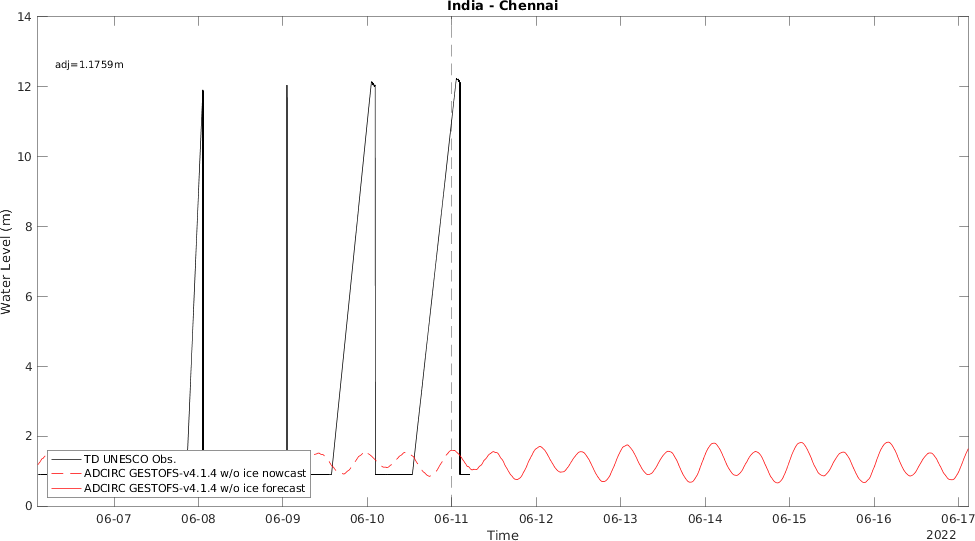 India - Chennai
adj=1.1759m
Water Level (m)
14
12
10
8
6
4
2
0
TD UNESCO Obs.
ADCIRC GESTOFS-v4.1.4 w/o ice nowcast
ADCIRC GESTOFS-v4.1.4 w/o ice forecast
06-07 06-08 06-09 06-10 06-11 06-12 06-13 06-14 06-15 06-16 06-17
Time
2022